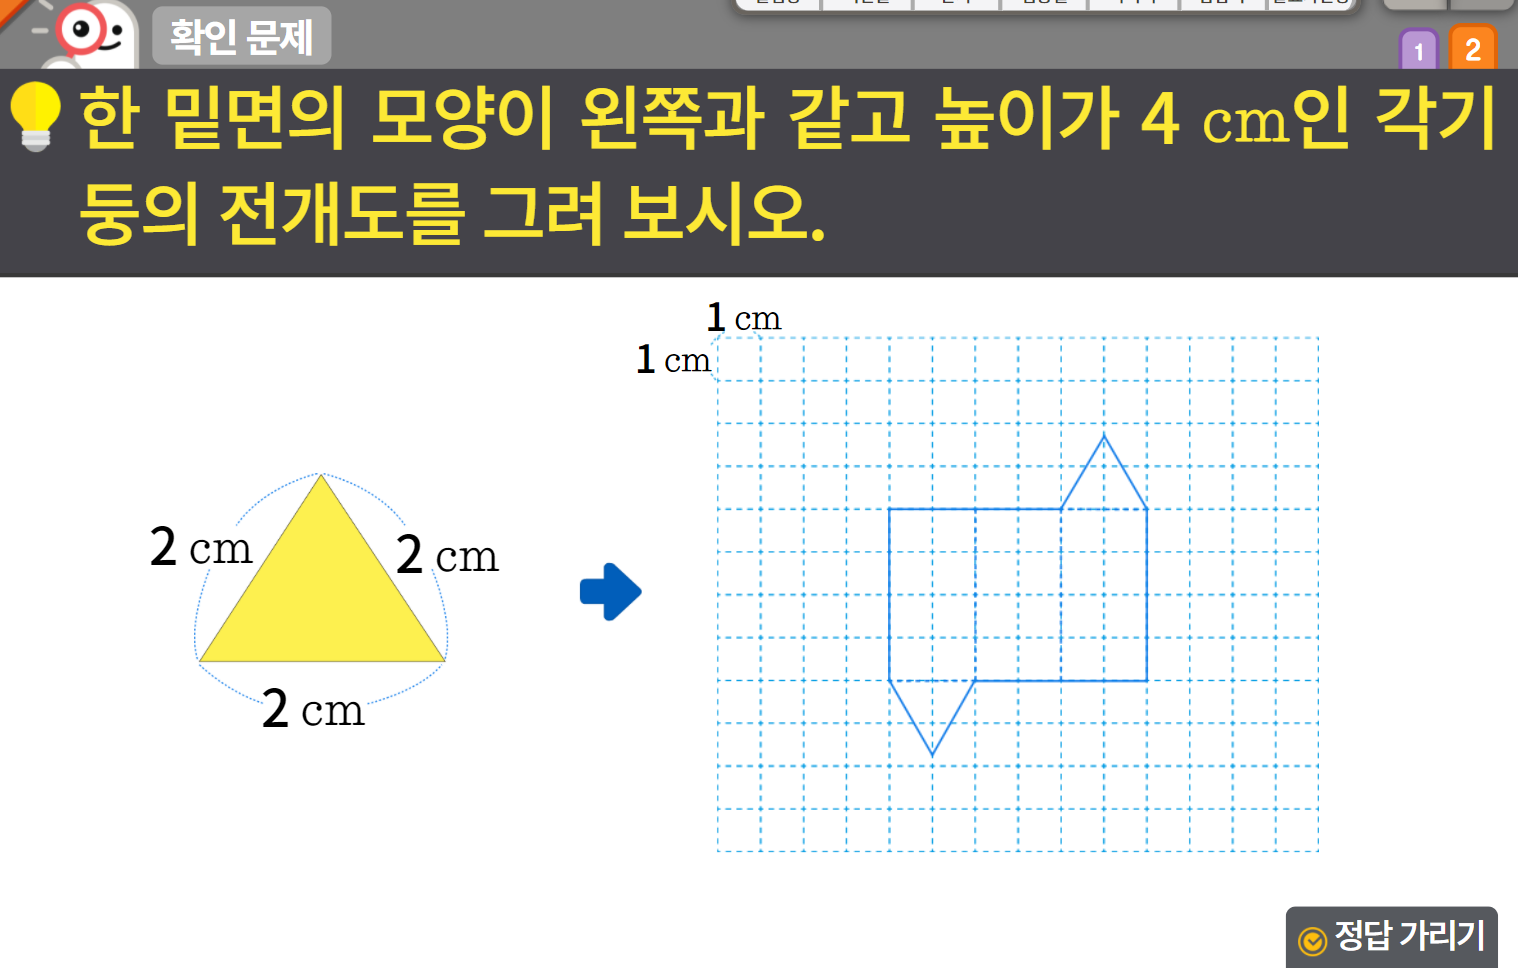 확인 문제
1 2
한 밑면의 모양이 왼쪽과 같고 높이가 4 cm인 각기
둥의 전개도를 그려 보시오.
1 cm
1 cm
2 cm
2 cm
2 cm
정답 가리기